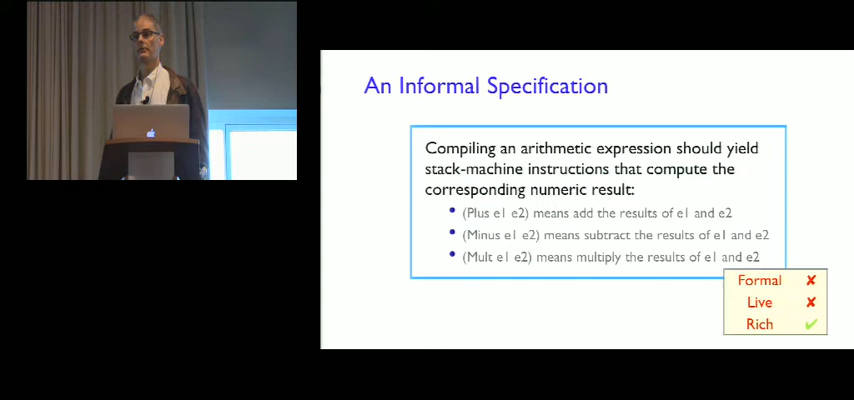 An Informal Specification
Compiling an arithmetic expression should yield
stack-machine instructions that compute the
corresponding numeric result:
• (Plus e1 e2) means add the results of e1 and e2
• (Minus e1 e2) means subtract the results of e1 and e2
• (Mult e1 e2) means multiply the results of e1 and e2
Formal ✘
Live ✘
Rich ✔